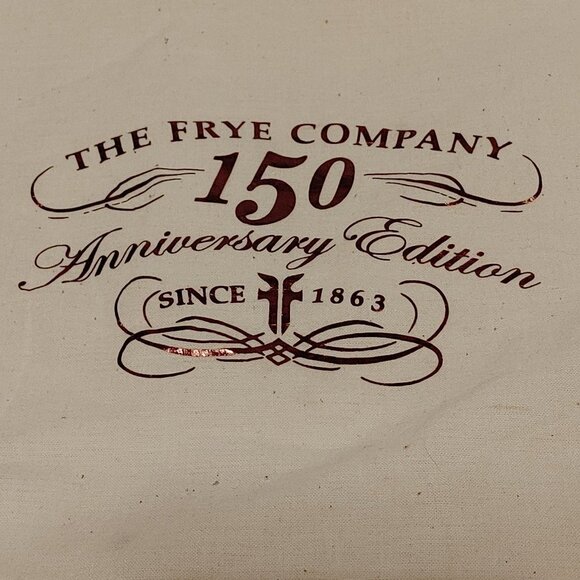 THE FRYE COMPANY
150
Anniversary Edition
SINCE 1863